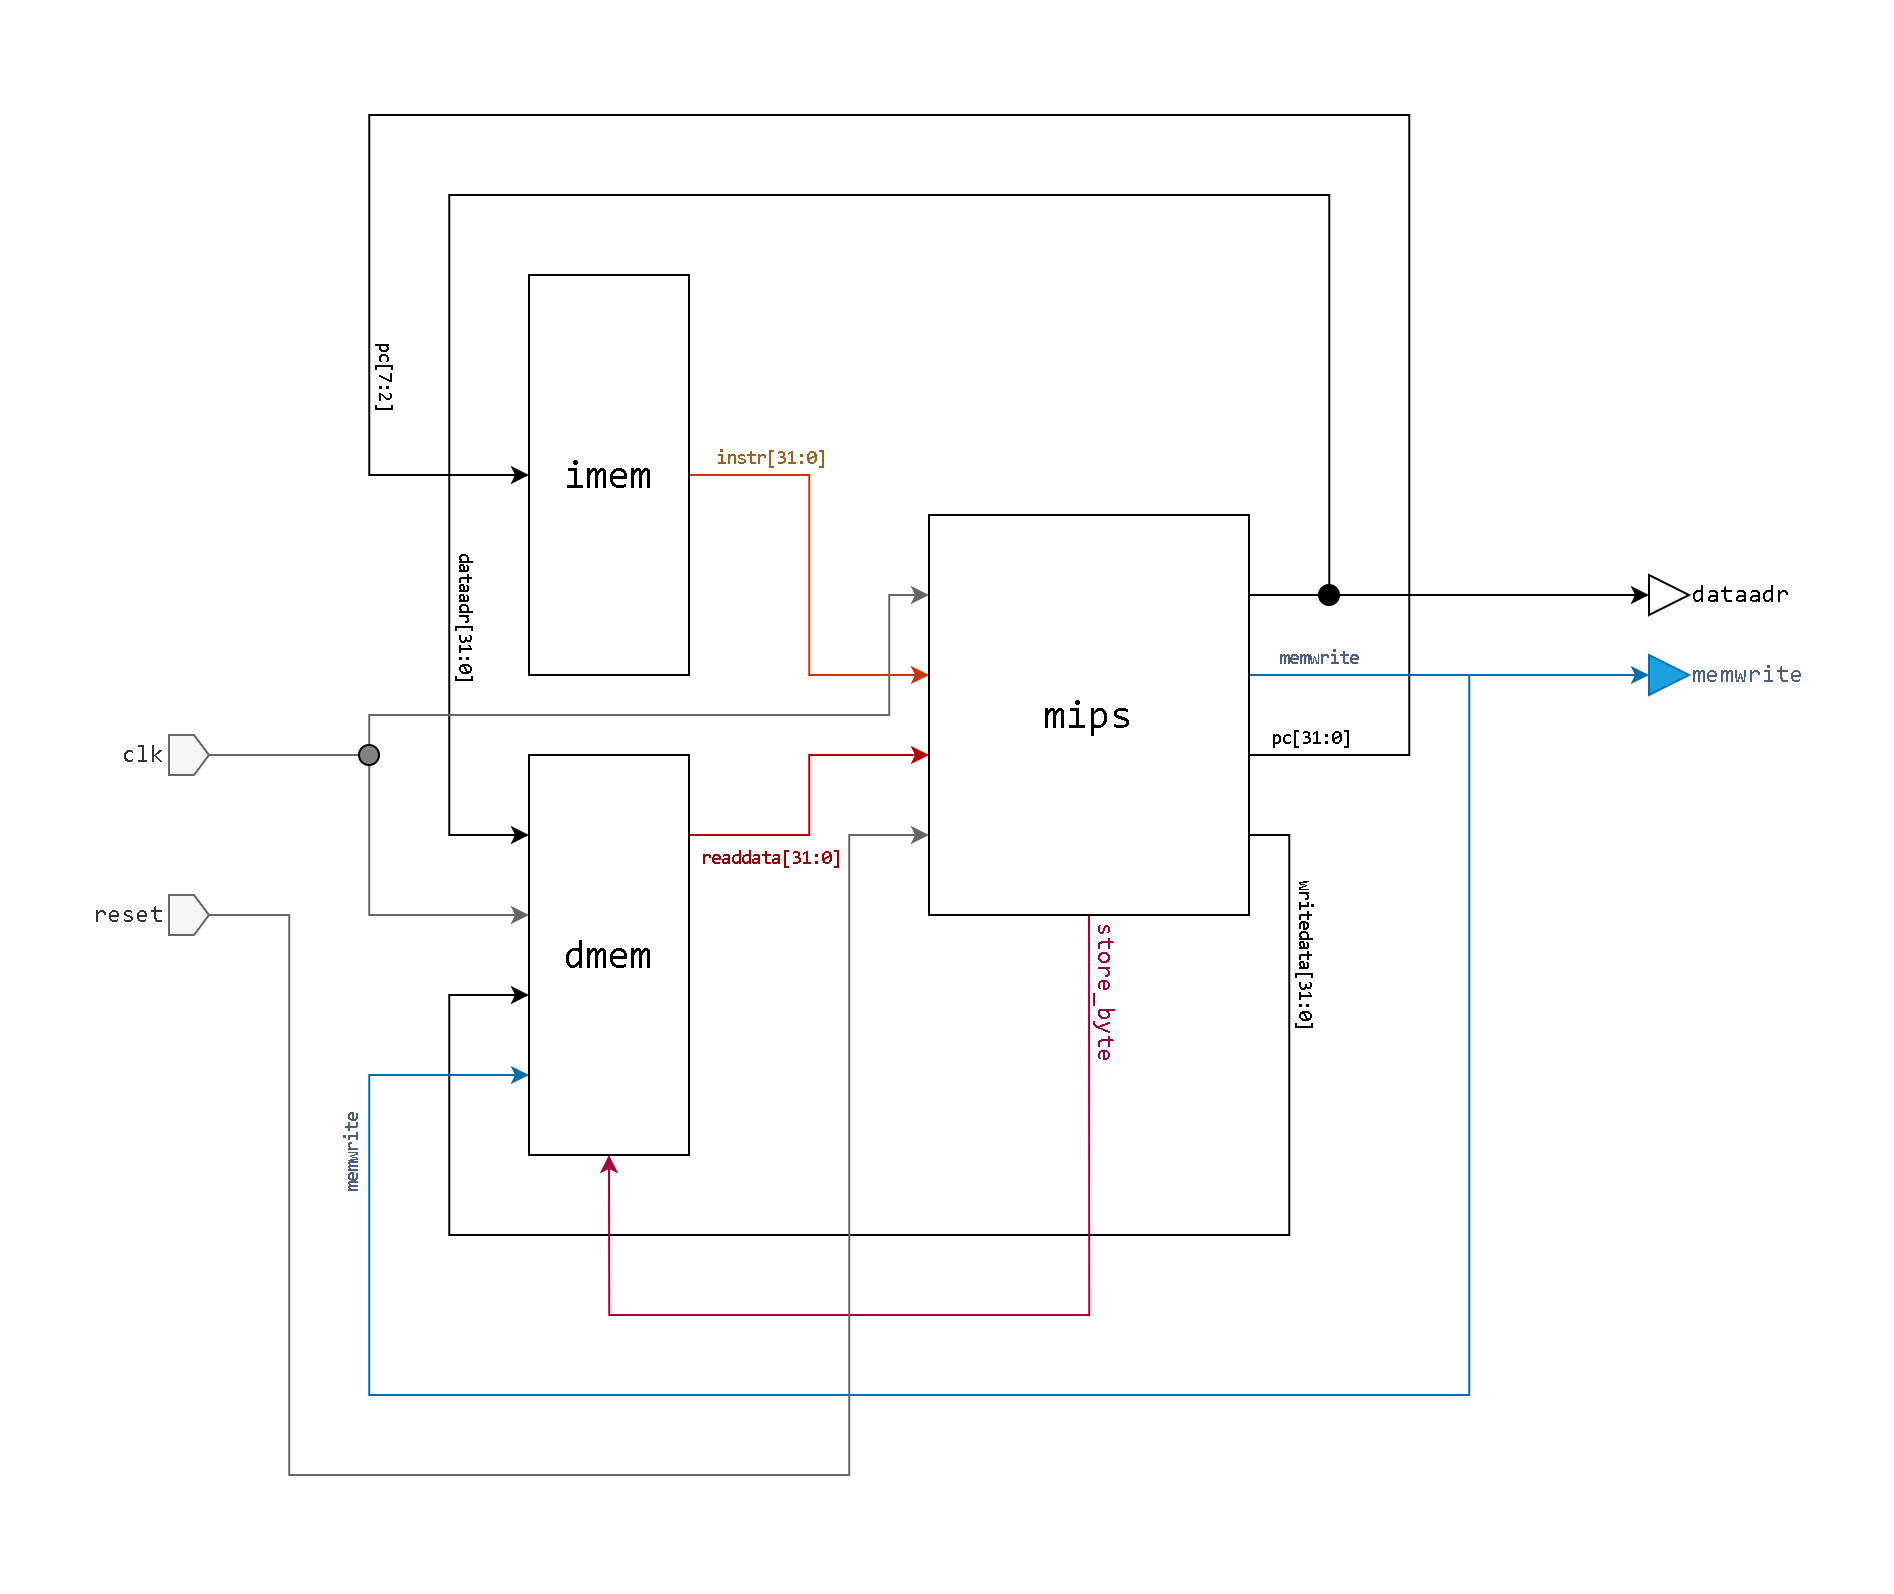 pc[7:2]
imem
instr[31:0]
dataadr[31:0]
dataadr
memwrite
memwrite
mips
pc[31:0]
clk
readdata[31:0]
reset
dmem
writedata[31:0]
store_byte
memwrite